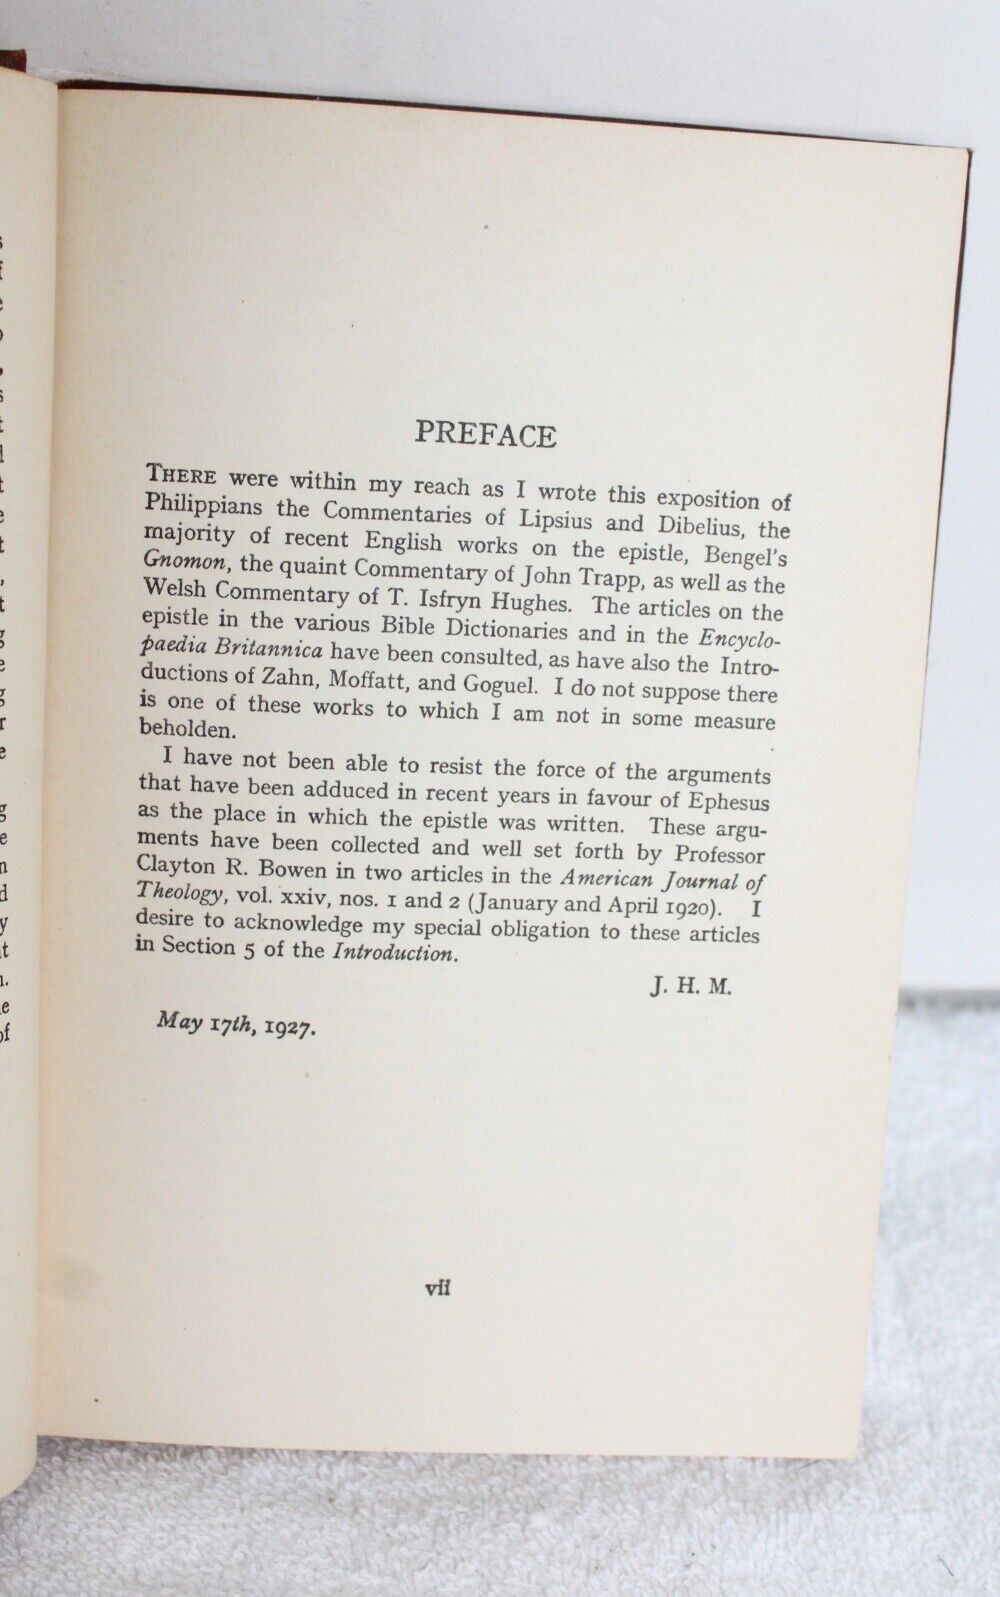 PREFACE
THERE were within my reach as I wrote this exposition of
Philippians the Commentaries of Lipsius and Dibelius, the
majority of recent English works on the epistle, Bengel's
Gnomon, the quaint Commentary of John Trapp, as well as the
Welsh Commentary of T. Isfryn Hughes. The articles on the
epistle in the various Bible Dictionaries and in the Encyclo-
paedia Britannica have been consulted, as have also the Intro-
ductions of Zahn, Moffatt, and Goguel. I do not suppose there
is one of these works to which I am not in some measure
beholden.
I have not been able to resist the force of the arguments
that have been adduced in recent years in favour of Ephesus
as the place in which the epistle was written. These argu-
ments have been collected and well set forth by Professor
Clayton R. Bowen in two articles in the American Journal of
Theology, vol. xxiv, nos. 1 and 2 (January and April 1920). I
desire to acknowledge my special obligation to these articles
in Section 5 of the Introduction.
J. H. M.
May 17th, 1927.
vii